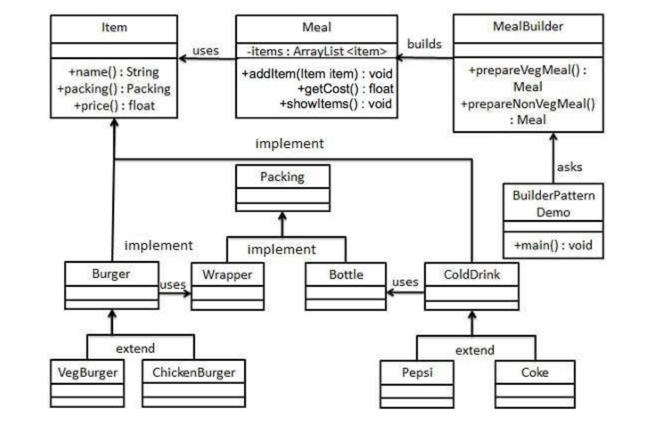 Item
+name() : String
+packing() : Packing
+price() : float
uses
Meal
-items : ArrayList <item>
+addItem(Item item) : void
+getCost() : float
+showItems() : void
builds
MealBuilder
+prepareVegMeal() :
Meal
+prepareNonVegMeal()
: Meal
asks
BuilderPattern
Demo
+main() : void
implement
Packing
implement
implement
Burger
uses
Wrapper
Bottle
uses
ColdDrink
extend
VegBurger
ChickenBurger
extend
Pepsi
Coke